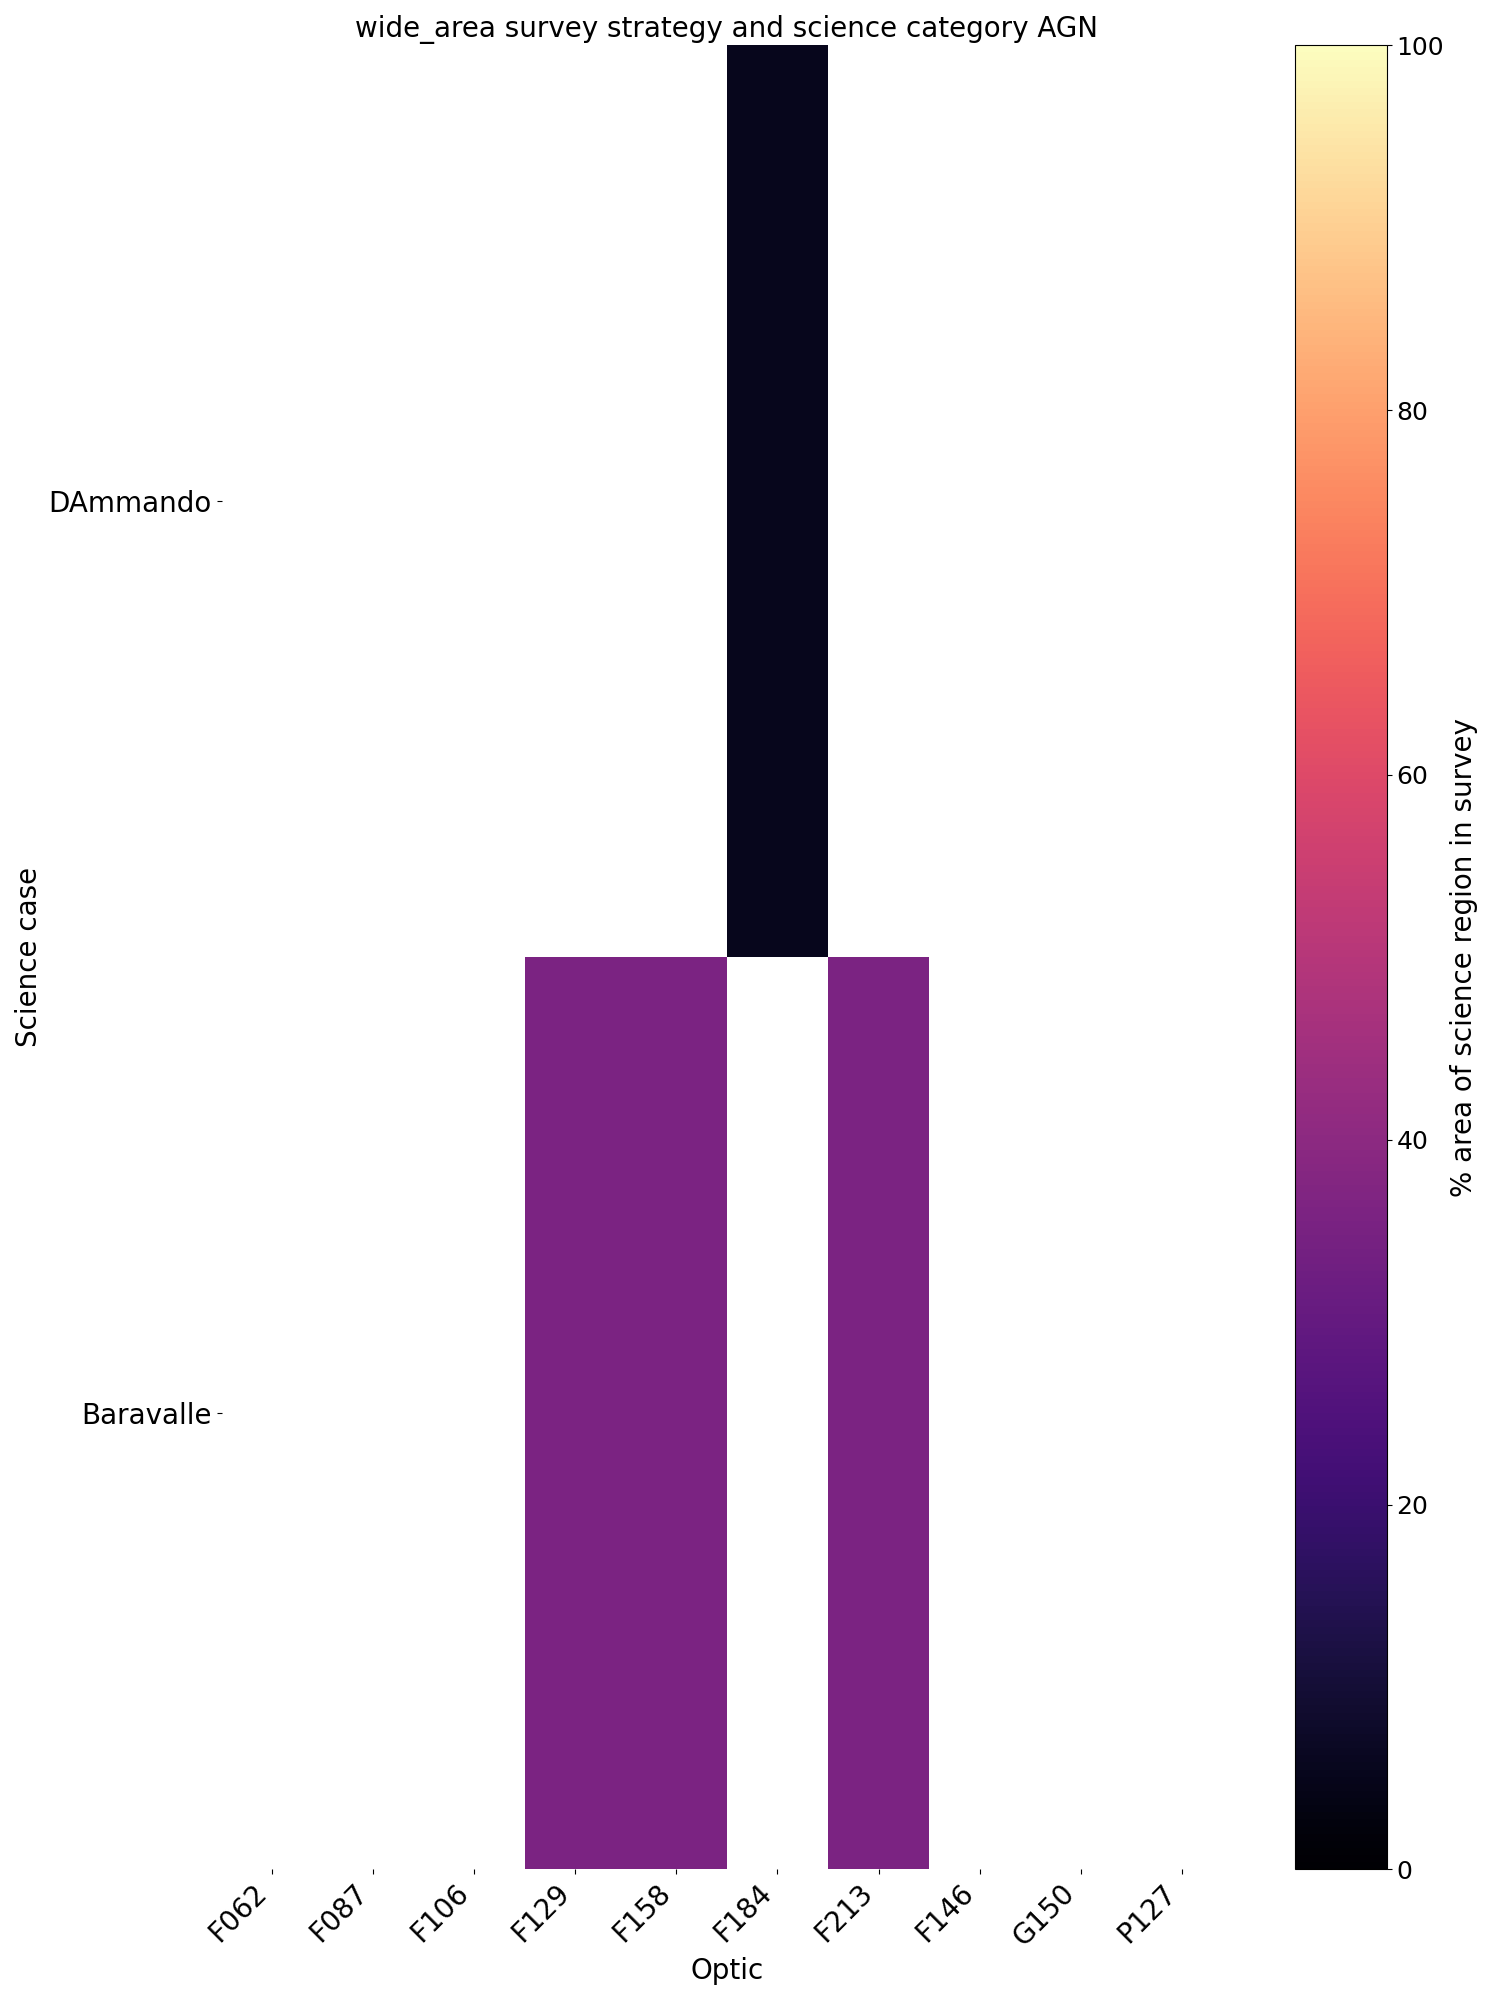 wide_area survey strategy and science category AGN
Science case
DAmmando
Baravalle
F062
F087
F106
F129
F158
F184
F213
F146
G150
P127
Optic
100
80
60
40
20
0
% area of science region in survey